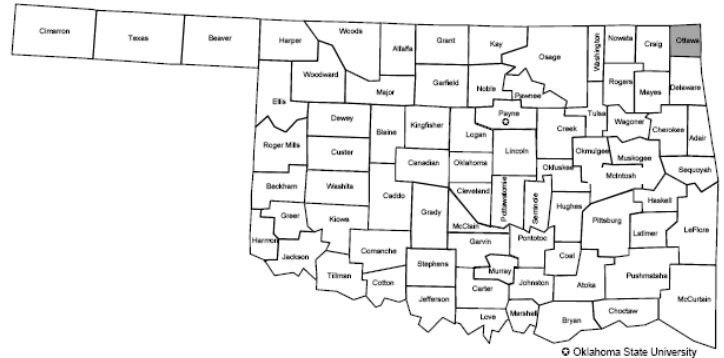 Cimarron
Texas
Beaver
Harper
Woods
Alfalfa
Grant
Kay
Osage
Washington
Nowata
Craig
Ottawa
Woodward
Major
Garfield
Noble
Pawnee
Rogers
Mayes
Delaware
Ellis
Dewey
Blaine
Kingfisher
Logan
Payne
Creek
Tulsa
Wagoner
Cherokee
Adair
Roger Mills
Custer
Canadian
Oklahoma
Lincoln
Okfuskee
Okmulgee
Muskogee
McIntosh
Sequoyah
Beckham
Washita
Caddo
Grady
Cleveland
Pottawatomie
Seminole
Hughes
Pittsburg
Haskell
Latimer
LeFlore
Greer
Kiowa
McClain
Harmon
Jackson
Comanche
Garvin
Pontotoc
Coal
Tillman
Cotton
Stephens
Murray
Carter
Johnston
Atoka
Pushmataha
McCurtain
Jefferson
Love
Marshall
Bryan
Choctaw
Oklahoma State University